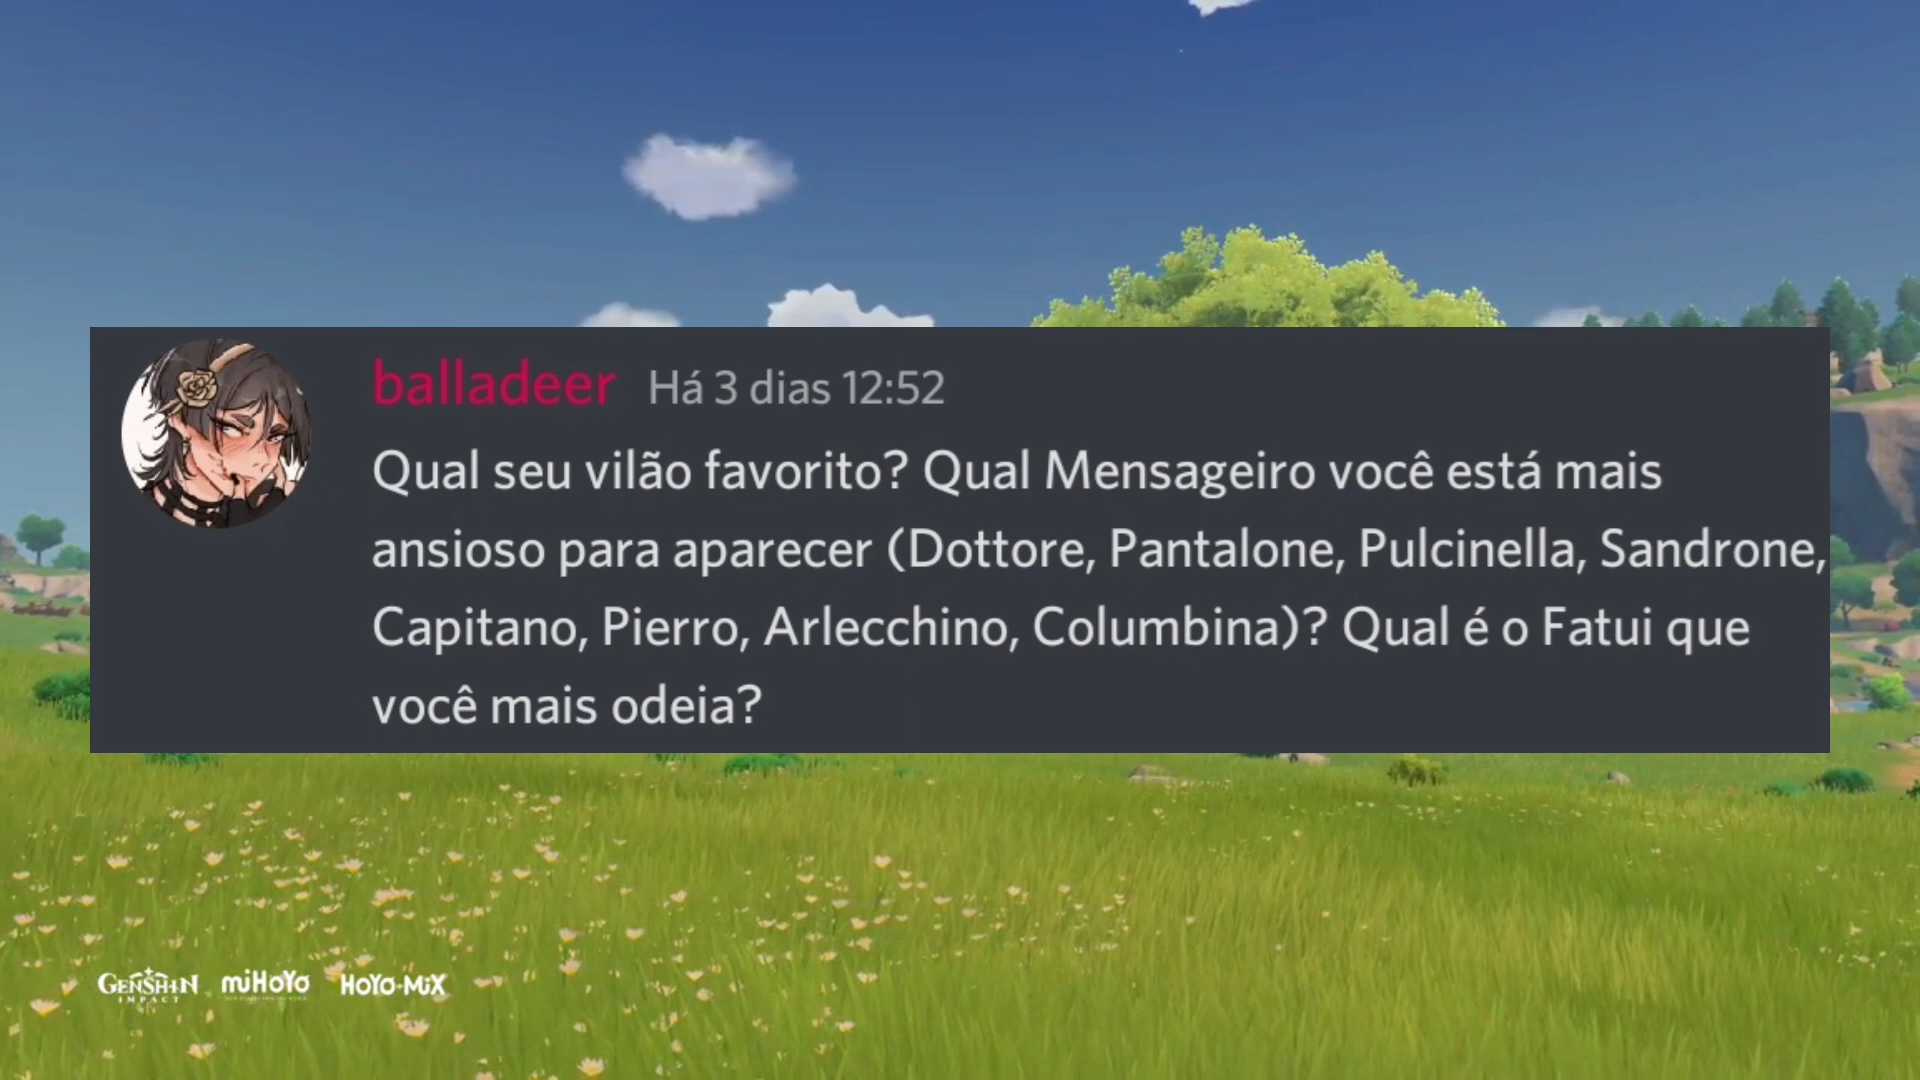 balladeer Há 3 dias 12:52
Qual seu vilão favorito? Qual Mensageiro você está mais
ansioso para aparecer (Dottore, Pantalone, Pulcinella, Sandrone,
Capitano, Pierro, Arlecchino, Columbina)? Qual é o Fatui que
você mais odeia?
GENSHIN IMPACT miHoYo HOYO-MiX